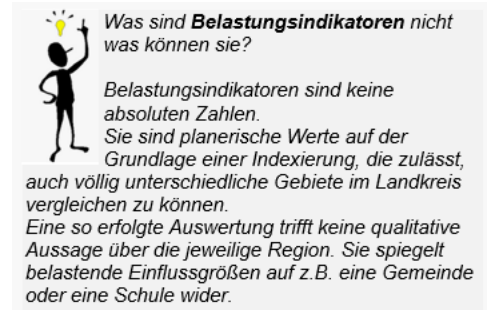 Was sind Belastungsindikatoren nicht
was können sie?
Belastungsindikatoren sind keine
absoluten Zahlen.
Sie sind planerische Werte auf der
Grundlage einer Indexierung, die zulässt,
auch völlig unterschiedliche Gebiete im Landkreis
vergleichen zu können.
Eine so erfolgte Auswertung trifft keine qualitative
Aussage über die jeweilige Region. Sie spiegelt
belastende Einflussgrößen auf z.B. eine Gemeinde
oder eine Schule wider.